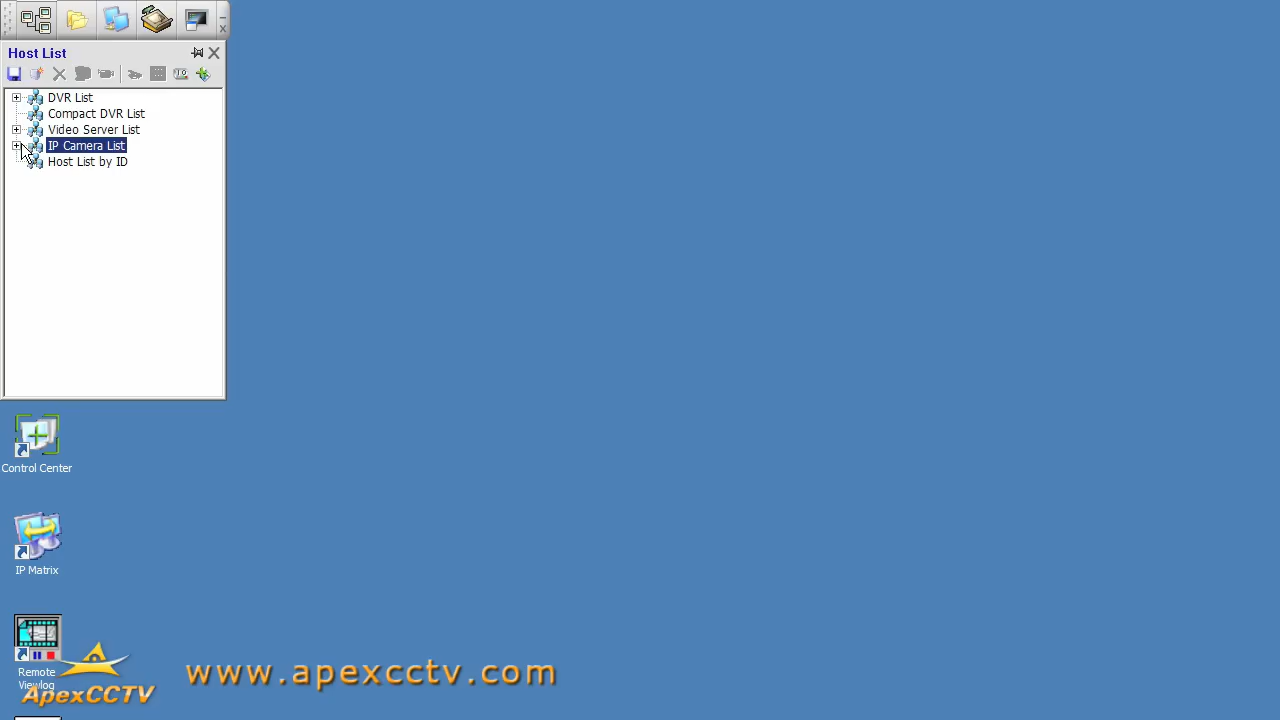 Host List
DVR List
Compact DVR List
Video Server List
IP Camera List
Host List by ID
Control Center
IP Matrix
Remote
Viewlog
ApexCCTV
www.apexcctv.com